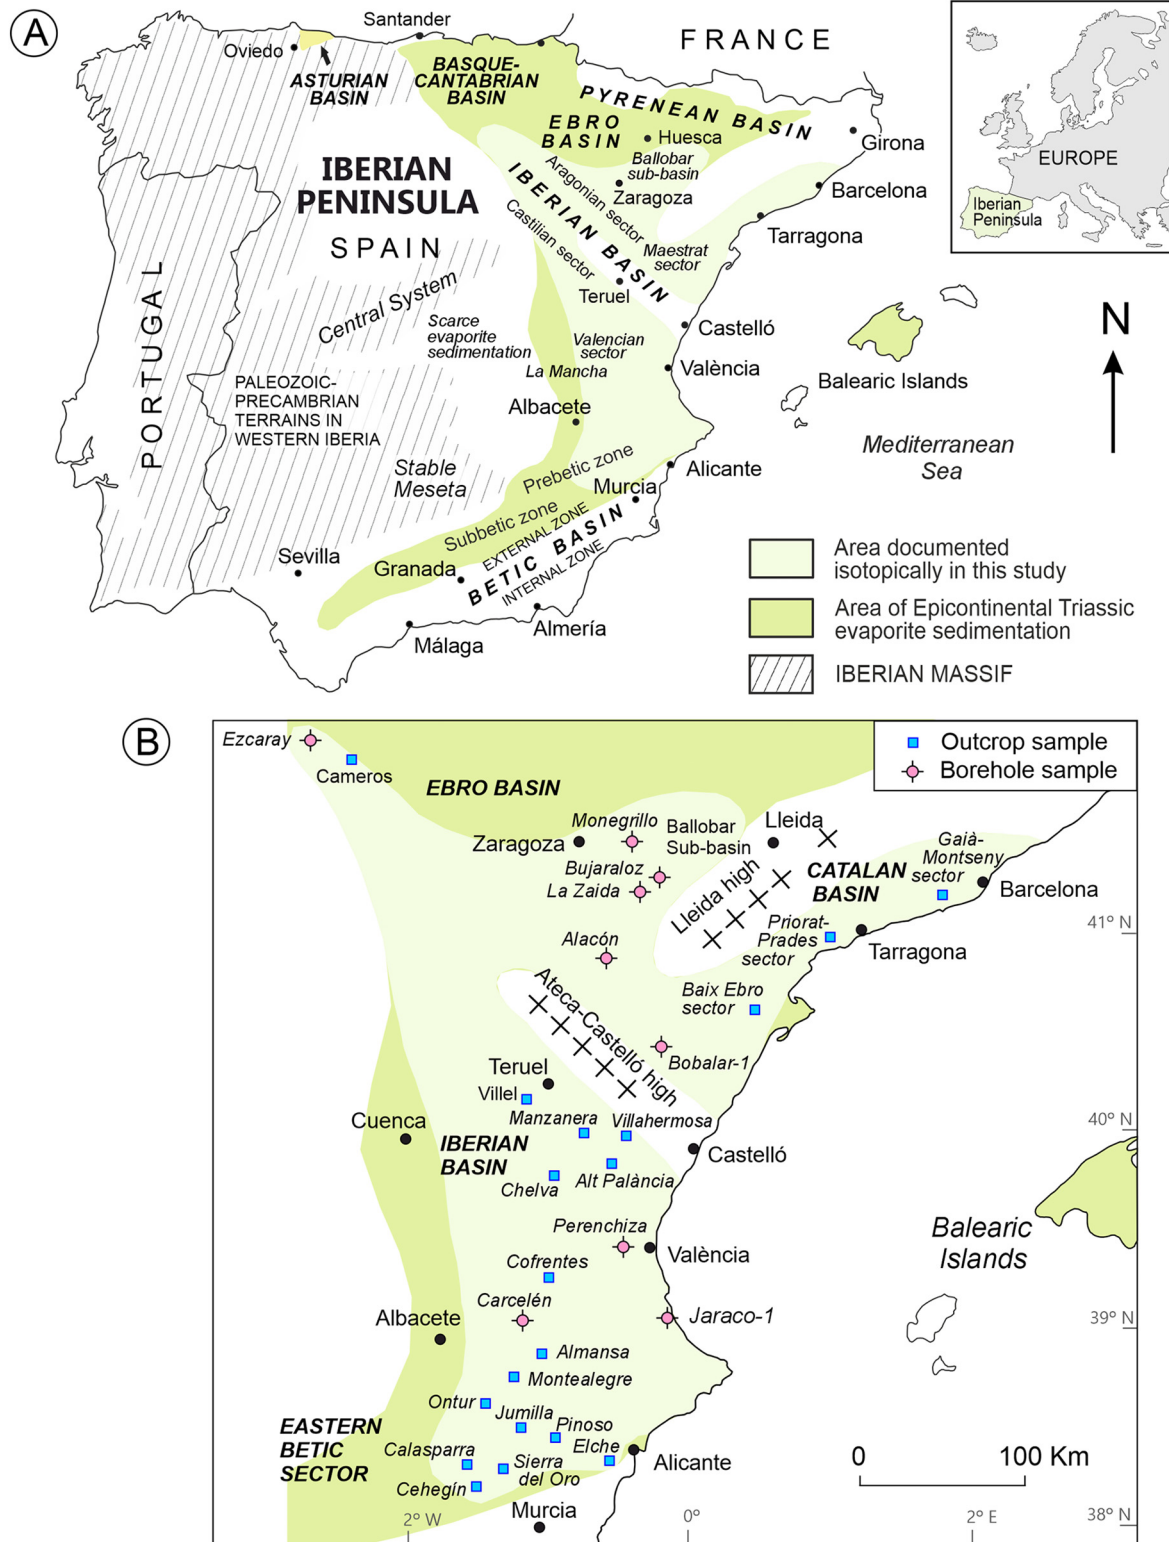 A
Santander
Oviedo
ASTURIAN
BASIN
BASQUE-
CANTABRIAN
BASIN
FRANCE
PYRENEAN BASIN
EBRO
BASIN
Huesca
Girona
Ballobar
sub-basin
Zaragoza
Barcelona
Tarragona
IBERIAN
PENINSULA
SPAIN
IBERIAN BASIN
Aragonian sector
Castilian sector
Maestrat
sector
Teruel
Castelló
Central System
Scarce
evaporite
sedimentation
Valencian
sector
La Mancha
València
Albacete
PORTUGAL
PALEOZOIC-
PRECAMBRIAN
TERRAINS IN
WESTERN IBERIA
Stable
Meseta
Prebetic zone
Alicante
Murcia
Subbetic zone
EXTERNAL ZONE
BETIC BASIN
INTERNAL ZONE
Sevilla
Granada
Málaga
Almería
Balearic Islands
Mediterranean
Sea
N
EUROPE
Iberian
Peninsula
Area documented
isotopically in this study
Area of Epicontinental Triassic
evaporite sedimentation
IBERIAN MASSIF
B
Outcrop sample
Borehole sample
Ezcaray
Cameros
EBRO BASIN
Monegrillo
Zaragoza
Ballobar
Sub-basin
Lleida
Bujaraloz
La Zaida
Lleida high
CATALAN
BASIN
Gaià-
Montseny
sector
Barcelona
Priorat-
Prades
sector
Tarragona
41º N
Alacón
Baix Ebro
sector
Ateca-Castelló high
Bobalar-1
Teruel
Villel
Manzanera
Villahermosa
40º N
Cuenca
IBERIAN
BASIN
Castelló
Chelva
Alt Palància
Perenchiza
València
Balearic
Islands
Cofrentes
Carcelén
Jaraco-1
39º N
Albacete
Almansa
Montealegre
Ontur
Jumilla
Pinoso
Elche
Alicante
EASTERN
BETIC
SECTOR
Calasparra
Sierra
del Oro
Cehegín
Murcia
0
100 Km
2º W
0º
2º E
38º N